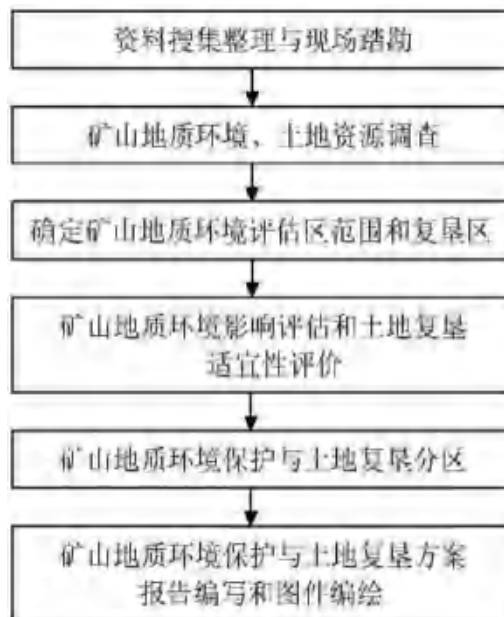 资料搜集整理与现场踏勘
矿山地质环境、土地资源调查
确定矿山地质环境评估区范围和复垦区
矿山地质环境影响评估和土地复垦
适宜性评价
矿山地质环境保护与土地复垦分区
矿山地质环境保护与土地复垦方案
报告编写和图件编绘